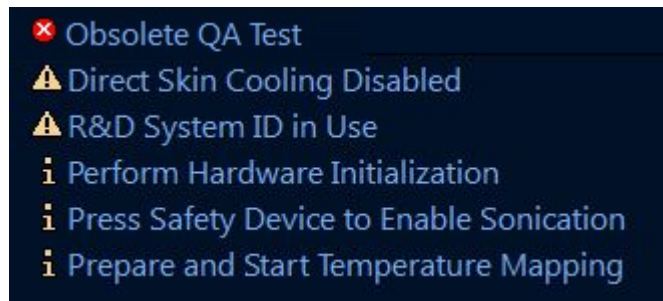 Obsolete QA Test
Direct Skin Cooling Disabled
R&D System ID in Use
Perform Hardware Initialization
Press Safety Device to Enable Sonication
Prepare and Start Temperature Mapping